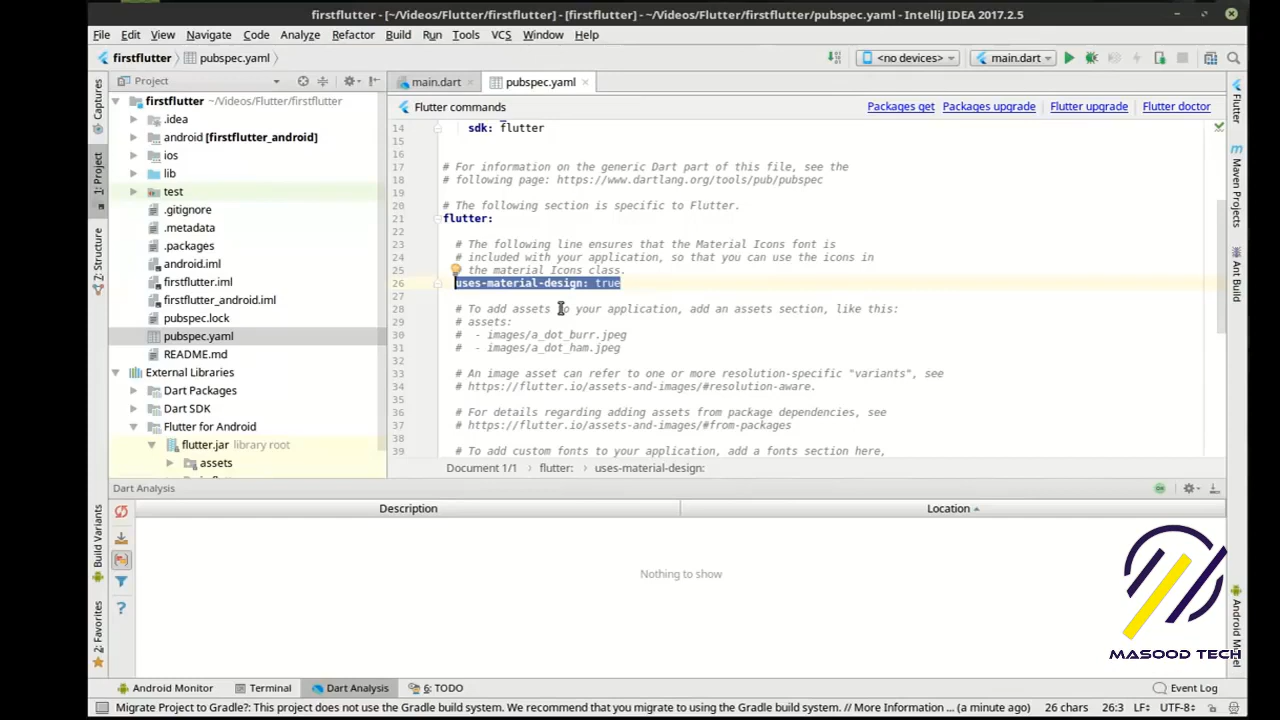 firstflutter - [~/Videos/Flutter/firstflutter] - [firstflutter] - ~/Videos/Flutter/firstflutter/pubspec.yaml - IntelliJ IDEA 2017.2.5
File Edit View Navigate Code Analyze Refactor Build Run Tools VCS Window Help
firstflutter pubspec.yaml <no devices> main.dart
Project main.dart pubspec.yaml
firstflutter ~/Videos/Flutter/firstflutter
.idea
android [firstflutter_android]
ios
lib
test
.gitignore
.metadata
.packages
android.iml
firstflutter.iml
firstflutter_android.iml
pubspec.lock
pubspec.yaml
README.md
External Libraries
Dart Packages
Dart SDK
Flutter for Android
flutter.jar library root
assets
Flutter commands Packages get Packages upgrade Flutter upgrade Flutter doctor
14 sdk: flutter
15
16
17 # For information on the generic Dart part of this file, see the
18 # following page: https://www.dartlang.org/tools/pub/pubspec
19
20 # The following section is specific to Flutter.
21 flutter:
22
23 # The following line ensures that the Material Icons font is
24 # included with your application, so that you can use the icons in
25 # the material Icons class.
26 uses-material-design: true
27
28 # To add assets to your application, add an assets section, like this:
29 # assets:
30 #  - images/a_dot_burr.jpeg
31 #  - images/a_dot_ham.jpeg
32
33 # An image asset can refer to one or more resolution-specific "variants", see
34 # https://flutter.io/assets-and-images/#resolution-aware.
35
36 # For details regarding adding assets from package dependencies, see
37 # https://flutter.io/assets-and-images/#from-packages
38
39 # To add custom fonts to your application, add a fonts section here,
Document 1/1 flutter: uses-material-design:
Dart Analysis
Description Location
Nothing to show
Captures
1: Project
7: Structure
Build Variants
2: Favorites
Flutter
Maven Projects
Ant Build
Android Model
MASOOD TECH
Android Monitor Terminal Dart Analysis 6: TODO Event Log
Migrate Project to Gradle?: This project does not use the Gradle build system. We recommend that you migrate to using the Gradle build system. // More Information ... (a minute ago) 26 chars 26:3 LF÷ UTF-8÷